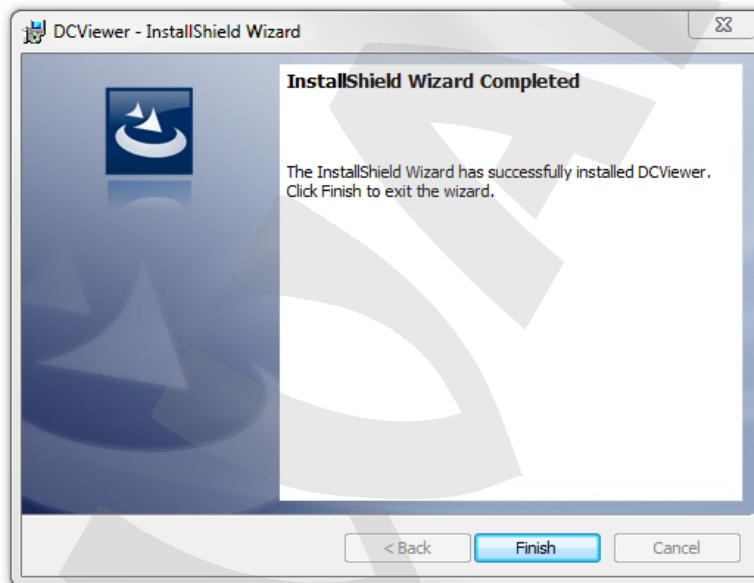 DCViewer - InstallShield Wizard
InstallShield Wizard Completed
The InstallShield Wizard has successfully installed DCViewer.
Click Finish to exit the wizard.
< Back
Finish
Cancel